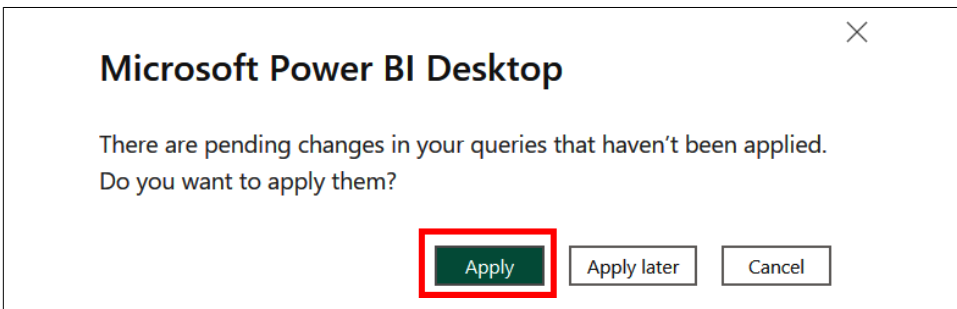 Microsoft Power BI Desktop
There are pending changes in your queries that haven’t been applied.
Do you want to apply them?
Apply Apply later Cancel